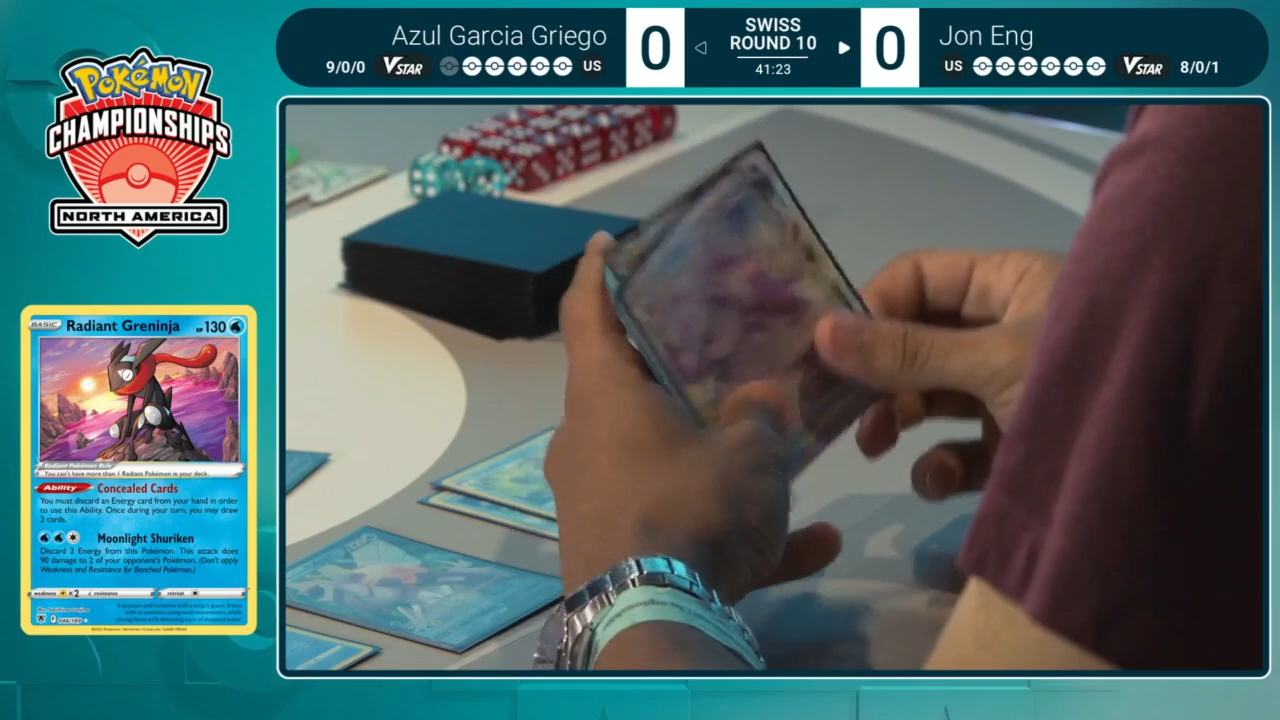 Azul Garcia Griego
0
SWISS
ROUND 10
41:23
0
Jon Eng
9/0/0
VSTAR
US
US
VSTAR
8/0/1
Pokémon
CHAMPIONSHIPS
NORTH AMERICA
BASIC Radiant Greninja HP 130
Radiant Pokémon Rule
You can't have more than 1 Radiant Pokémon in your deck.
Ability Concealed Cards
You must discard an Energy card from your hand in order
to use this Ability. Once during your turn, you may draw
2 cards.
Moonlight Shuriken
Discard 2 Energy from this Pokémon. This attack does
90 damage to 2 of your opponent's Pokémon. (Don't apply
Weakness and Resistance for Benched Pokémon.)
weakness ×2 resistance retreat
046/189